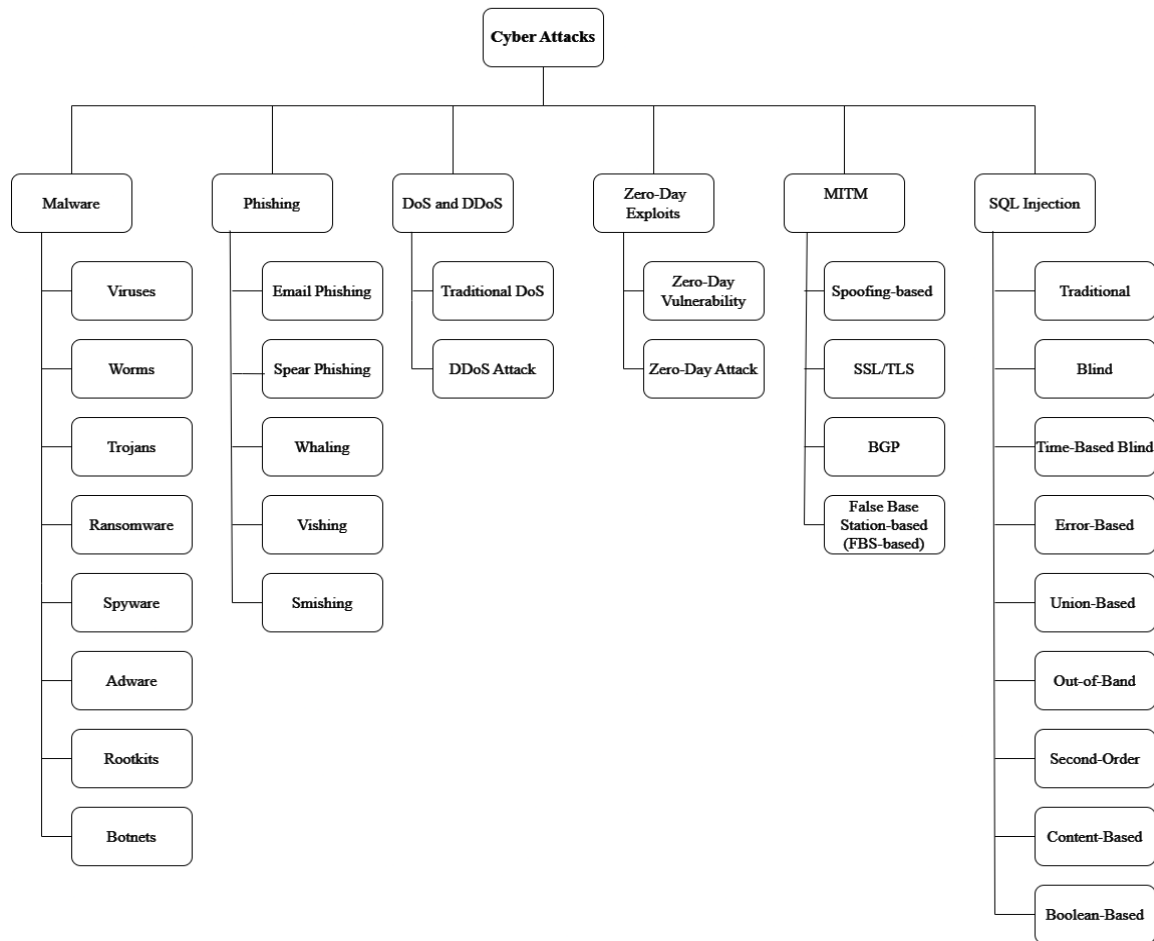 Cyber Attacks
Malware
Phishing
DoS and DDoS
Zero-Day
Exploits
MITM
SQL Injection
Viruses
Worms
Trojans
Ransomware
Spyware
Adware
Rootkits
Botnets
Email Phishing
Spear Phishing
Whaling
Vishing
Smishing
Traditional DoS
DDoS Attack
Zero-Day
Vulnerability
Zero-Day Attack
Spoofing-based
SSL/TLS
BGP
False Base
Station-based
(FBS-based)
Traditional
Blind
Time-Based Blind
Error-Based
Union-Based
Out-of-Band
Second-Order
Content-Based
Boolean-Based